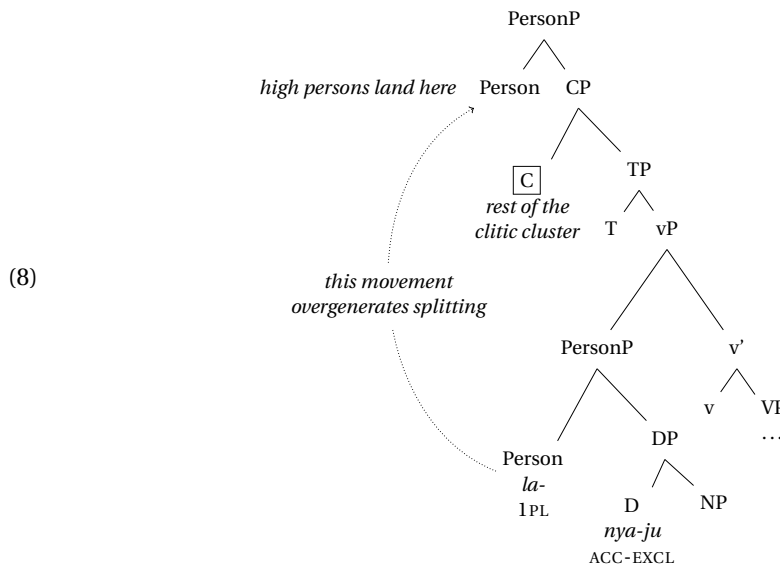 PersonP
high persons land here Person CP
TP
C
rest of the
clitic cluster
T vP
(8)
this movement
overgenerates splitting
PersonP v’
v VP
…
DP
Person
la-
1PL
D NP
nya-ju
ACC-EXCL